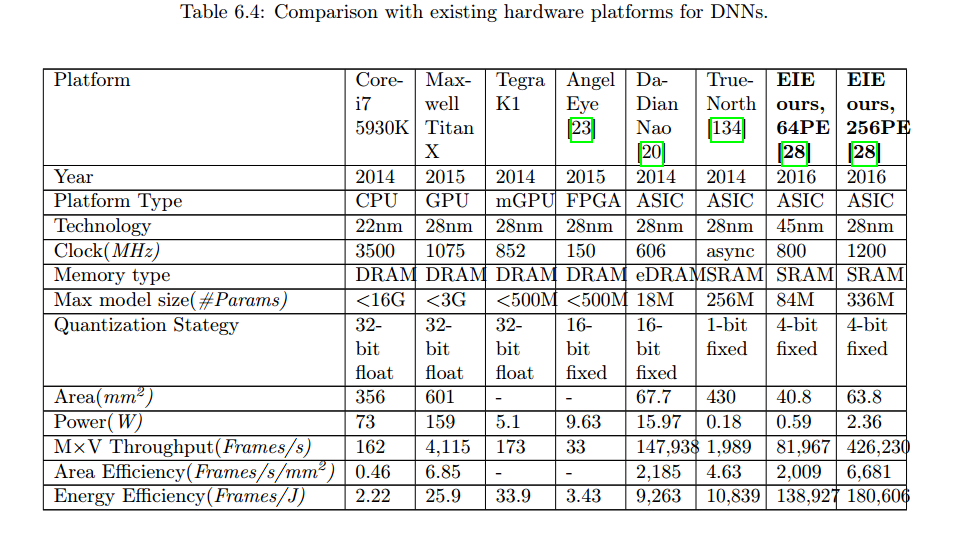 Table 6.4: Comparison with existing hardware platforms for DNNs.
Platform Core-i7 5930K Max-well Titan X Tegra K1 Angel Eye [23] Da-Dian Nao [20] True-North [134] EIE ours, 64PE [28] EIE ours, 256PE [28]
Year 2014 2015 2014 2015 2014 2014 2016 2016
Platform Type CPU GPU mGPU FPGA ASIC ASIC ASIC ASIC
Technology 22nm 28nm 28nm 28nm 28nm 28nm 45nm 28nm
Clock(MHz) 3500 1075 852 150 606 async 800 1200
Memory type DRAM DRAM DRAM DRAM eDRAM SRAM SRAM SRAM
Max model size(#Params) <16G <3G <500M <500M 18M 256M 84M 336M
Quantization Stategy 32-bit float 32-bit float 32-bit float 16-bit fixed 16-bit fixed 1-bit fixed 4-bit fixed 4-bit fixed
Area(mm²) 356 601 - - 67.7 430 40.8 63.8
Power(W) 73 159 5.1 9.63 15.97 0.18 0.59 2.36
M×V Throughput(Frames/s) 162 4,115 173 33 147,938 1,989 81,967 426,230
Area Efficiency(Frames/s/mm²) 0.46 6.85 - - 2,185 4.63 2,009 6,681
Energy Efficiency(Frames/J) 2.22 25.9 33.9 3.43 9,263 10,839 138,927 180,606